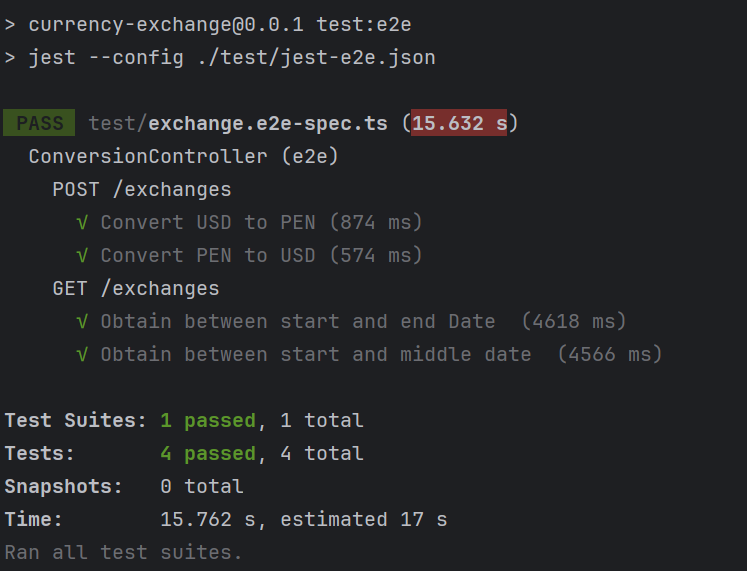 > currency-exchange@0.0.1 test:e2e
> jest --config ./test/jest-e2e.json
PASS test/exchange.e2e-spec.ts (15.632 s)
ConversionController (e2e)
POST /exchanges
√ Convert USD to PEN (874 ms)
√ Convert PEN to USD (574 ms)
GET /exchanges
√ Obtain between start and end Date  (4618 ms)
√ Obtain between start and middle date  (4566 ms)
Test Suites: 1 passed, 1 total
Tests:       4 passed, 4 total
Snapshots:   0 total
Time:        15.762 s, estimated 17 s
Ran all test suites.